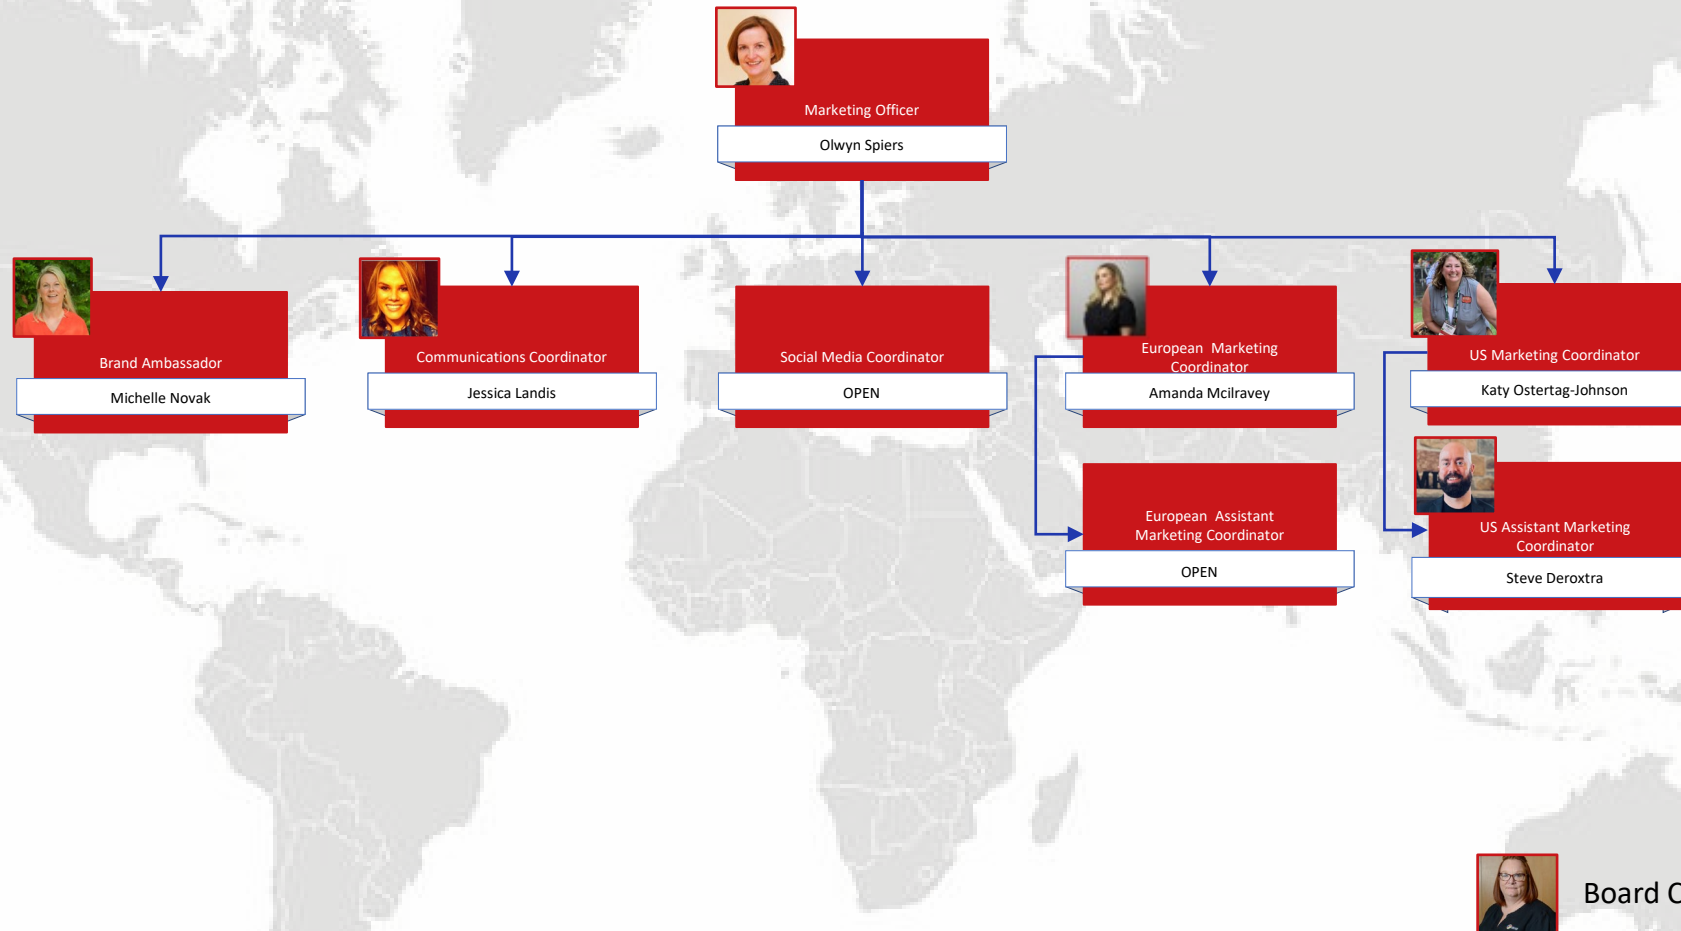 Marketing Officer
Olwyn Spiers
Brand Ambassador
Michelle Novak
Communications Coordinator
Jessica Landis
Social Media Coordinator
OPEN
European Marketing
Coordinator
Amanda Mcilravey
US Marketing Coordinator
Katy Ostertag-Johnson
European Assistant
Marketing Coordinator
OPEN
US Assistant Marketing
Coordinator
Steve Deroxtra
Board